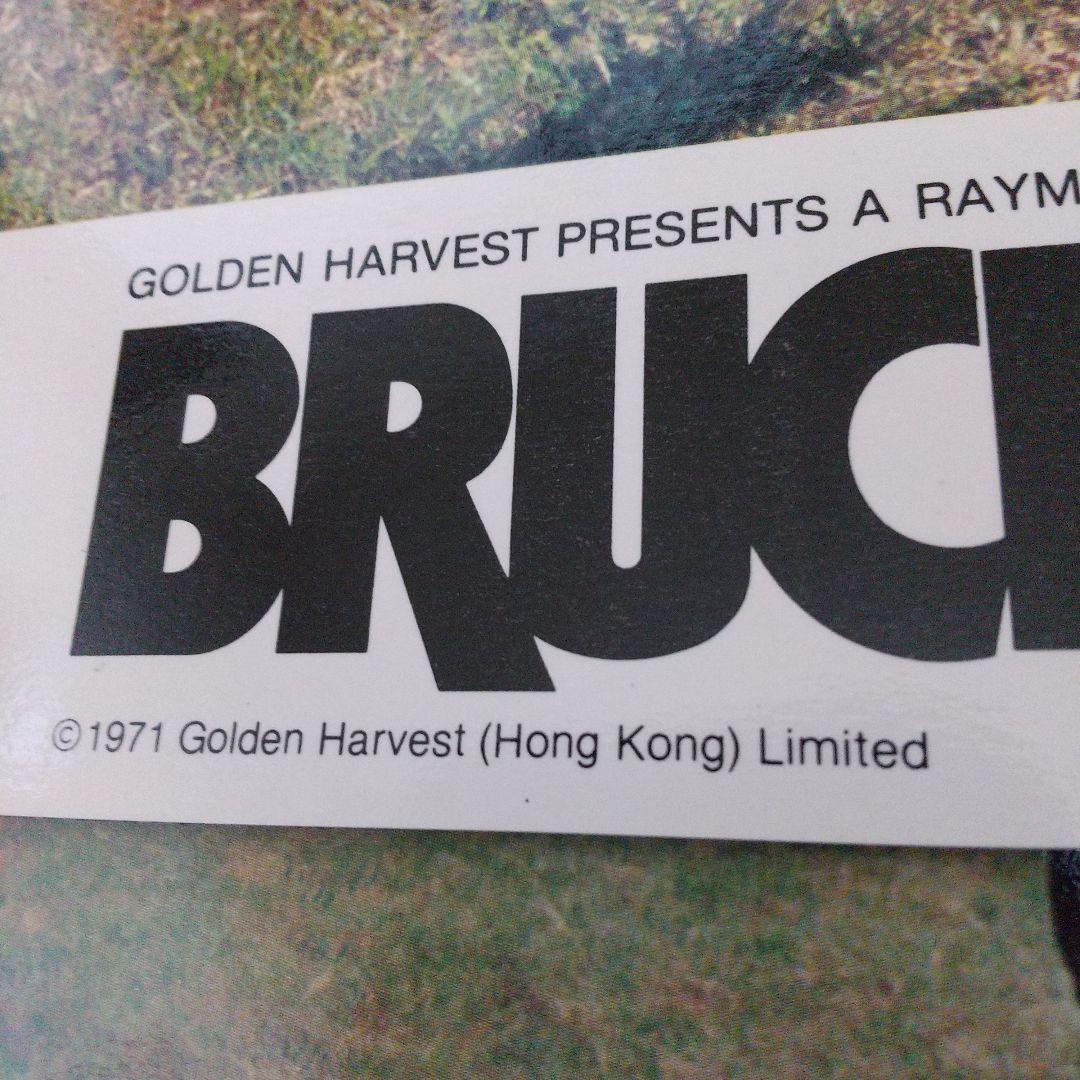 GOLDEN HARVEST PRESENTS A RAYM
BRUC
©1971 Golden Harvest (Hong Kong) Limited